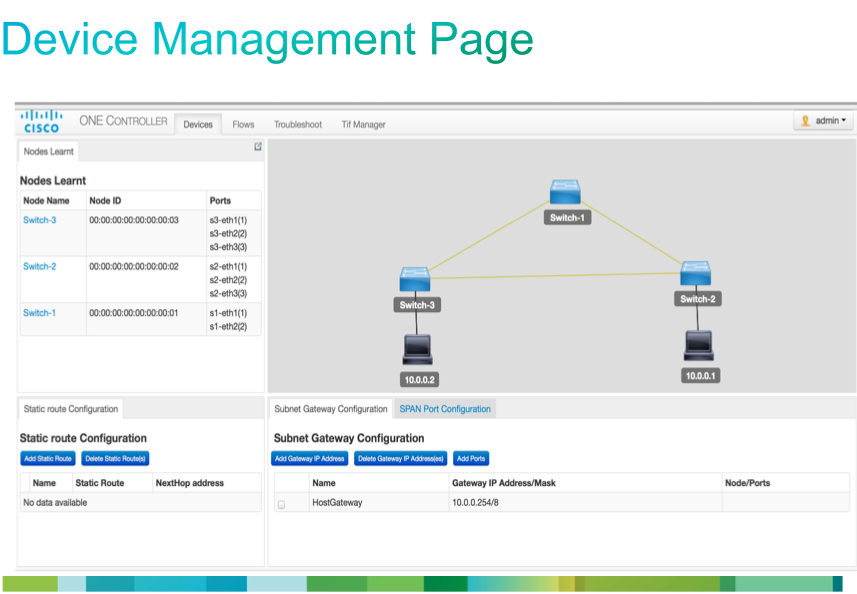 Device Management Page
CISCO
ONE CONTROLLER
Devices
Flows
Troubleshoot
Tif Manager
admin
Nodes Learnt
Nodes Learnt
Node Name Node ID Ports
Switch-3 00:00:00:00:00:00:00:03 s3-eth1(1)
s3-eth2(2)
s3-eth3(3)
Switch-2 00:00:00:00:00:00:00:02 s2-eth1(1)
s2-eth2(2)
s2-eth3(3)
Switch-1 00:00:00:00:00:00:00:01 s1-eth1(1)
s1-eth2(2)
Switch-1
Switch-3
Switch-2
10.0.0.2
10.0.0.1
Static route Configuration
Static route Configuration
Add Static Route Delete Static Route(s)
Name Static Route NextHop address
No data available
Subnet Gateway Configuration SPAN Port Configuration
Subnet Gateway Configuration
Add Gateway IP Address Delete Gateway IP Address(es) Add Ports
Name Gateway IP Address/Mask Node/Ports
HostGateway 10.0.0.254/8